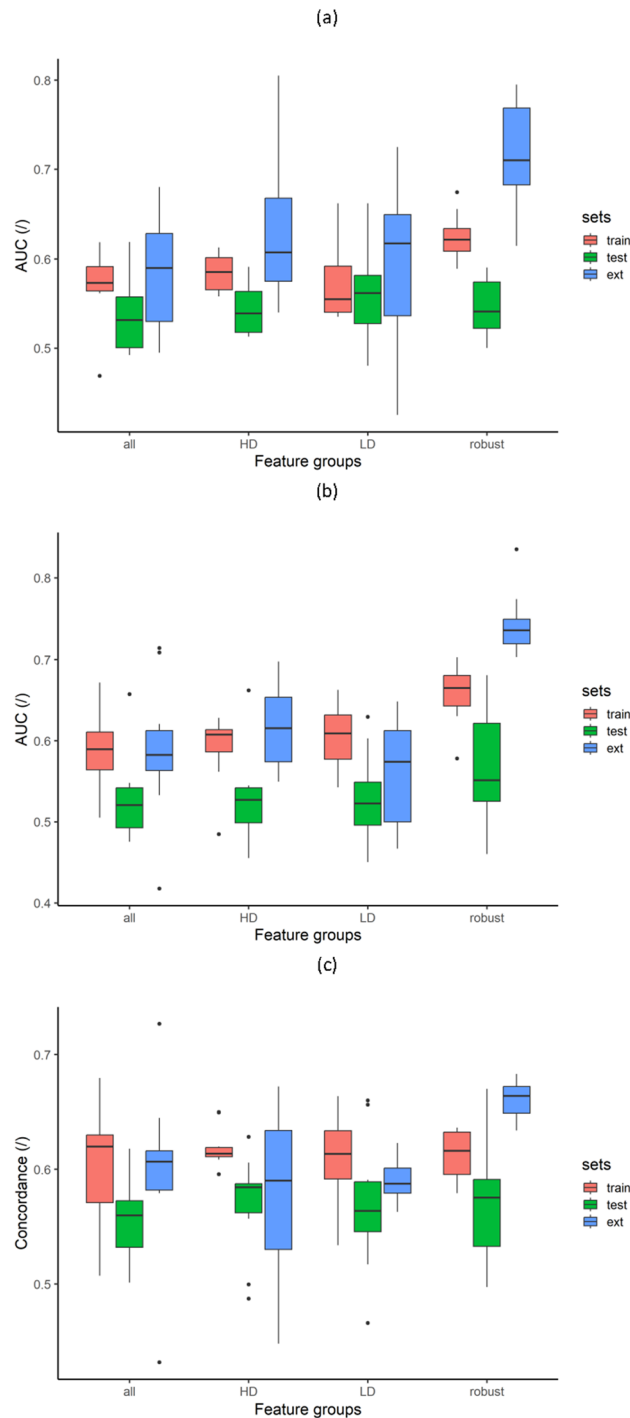 (a)
0.8
0.7
0.6
0.5
AUC (/)
all HD LD robust
Feature groups
sets
train
test
ext
(b)
0.8
0.7
0.6
0.5
0.4
AUC (/)
all HD LD robust
Feature groups
sets
train
test
ext
(c)
0.7
0.6
0.5
Concordance (/)
all HD LD robust
Feature groups
sets
train
test
ext